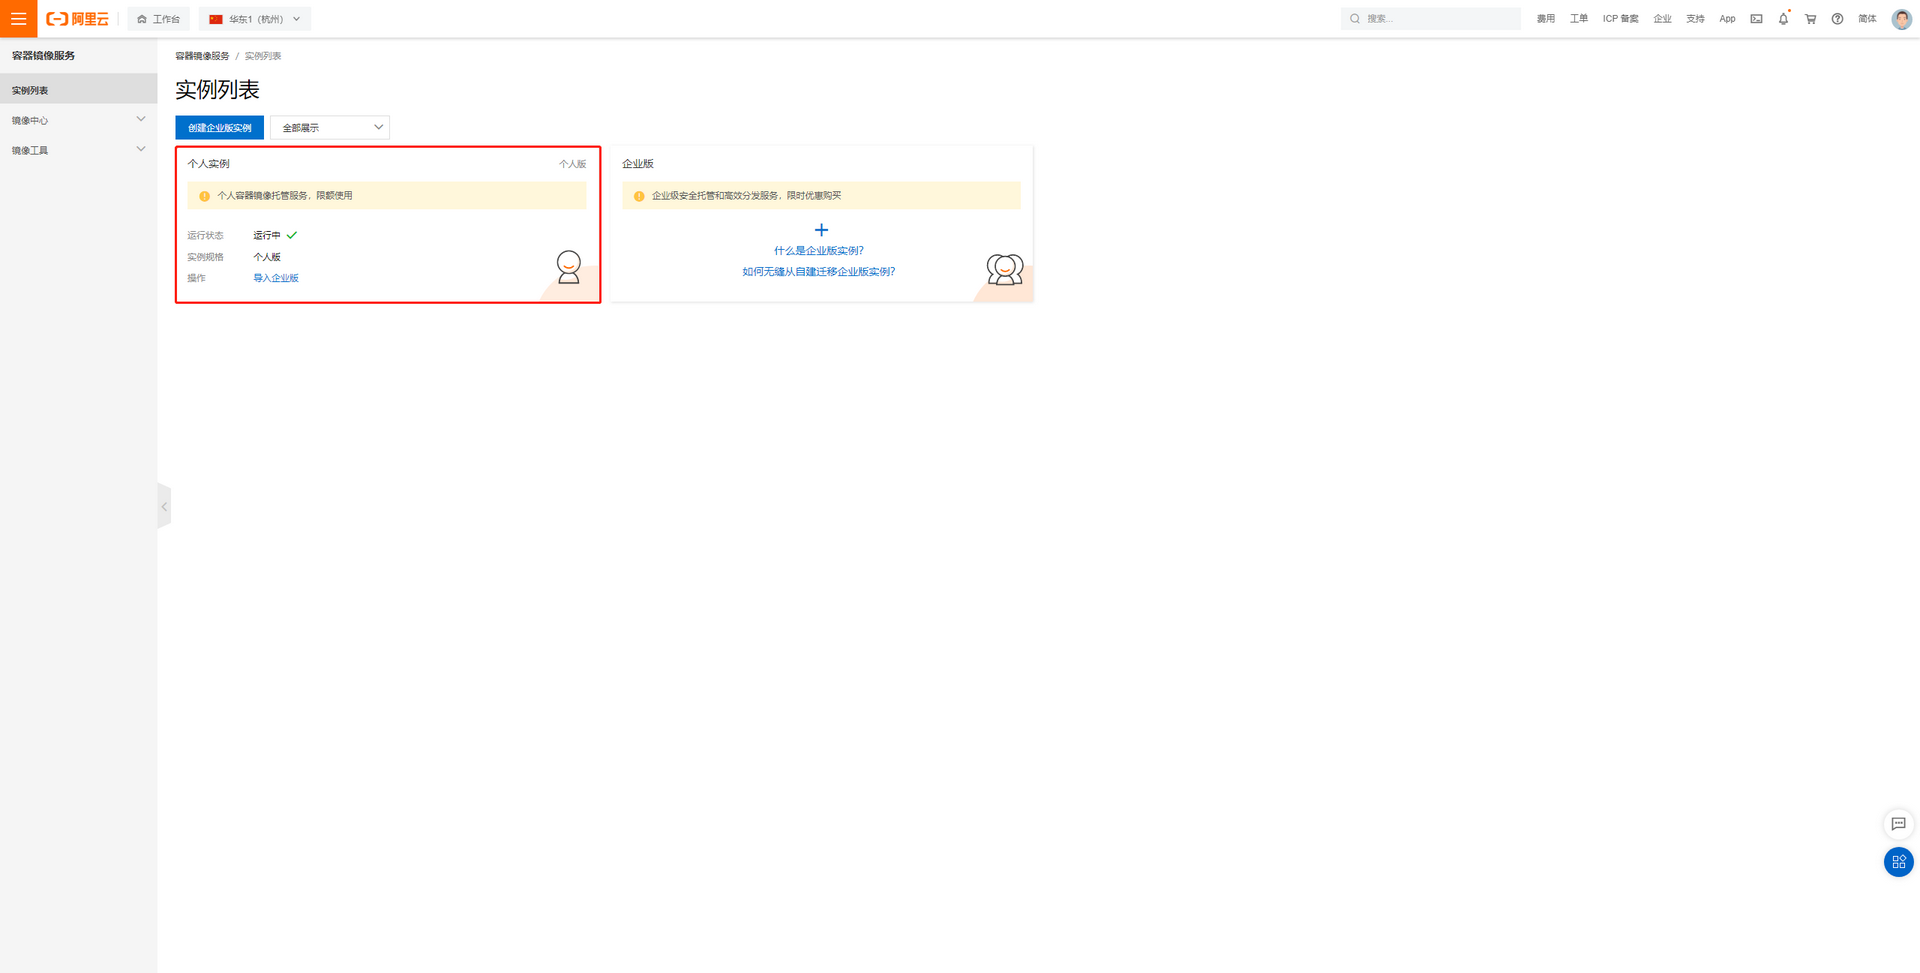 阿里云
工作台
华东1（杭州）
搜索...
费用
工单
ICP 备案
企业
支持
App
简体
容器镜像服务
实例列表
镜像中心
镜像工具
容器镜像服务 / 实例列表
实例列表
创建企业版实例
全部展示
个人实例
个人版
个人容器镜像托管服务，限额使用
运行状态 运行中
实例规格 个人版
操作 导入企业版
企业版
企业级安全托管和高效分发服务，限时优惠购买
什么是企业版实例?
如何无缝从自建迁移企业版实例?